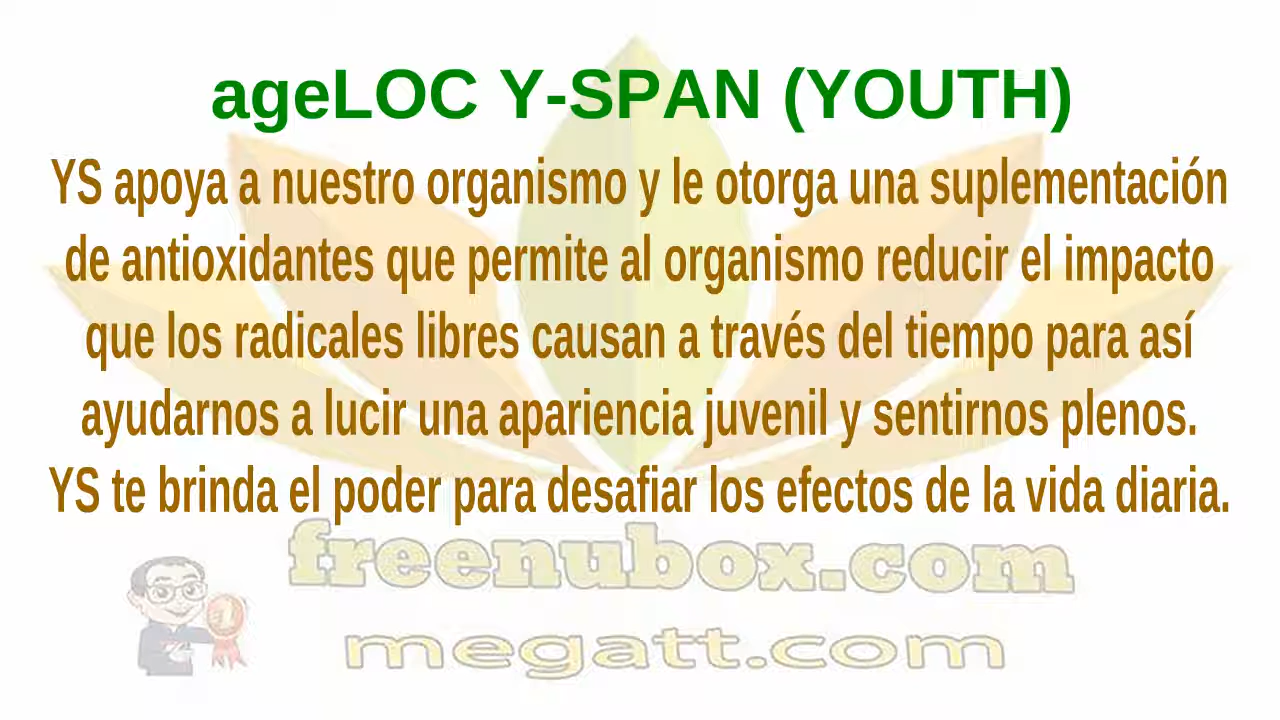 ageLOC Y-SPAN (YOUTH)
YS apoya a nuestro organismo y le otorga una suplementación
de antioxidantes que permite al organismo reducir el impacto
que los radicales libres causan a través del tiempo para así
ayudarnos a lucir una apariencia juvenil y sentirnos plenos.
YS te brinda el poder para desafiar los efectos de la vida diaria.
freenubox.com
megatt.com
1